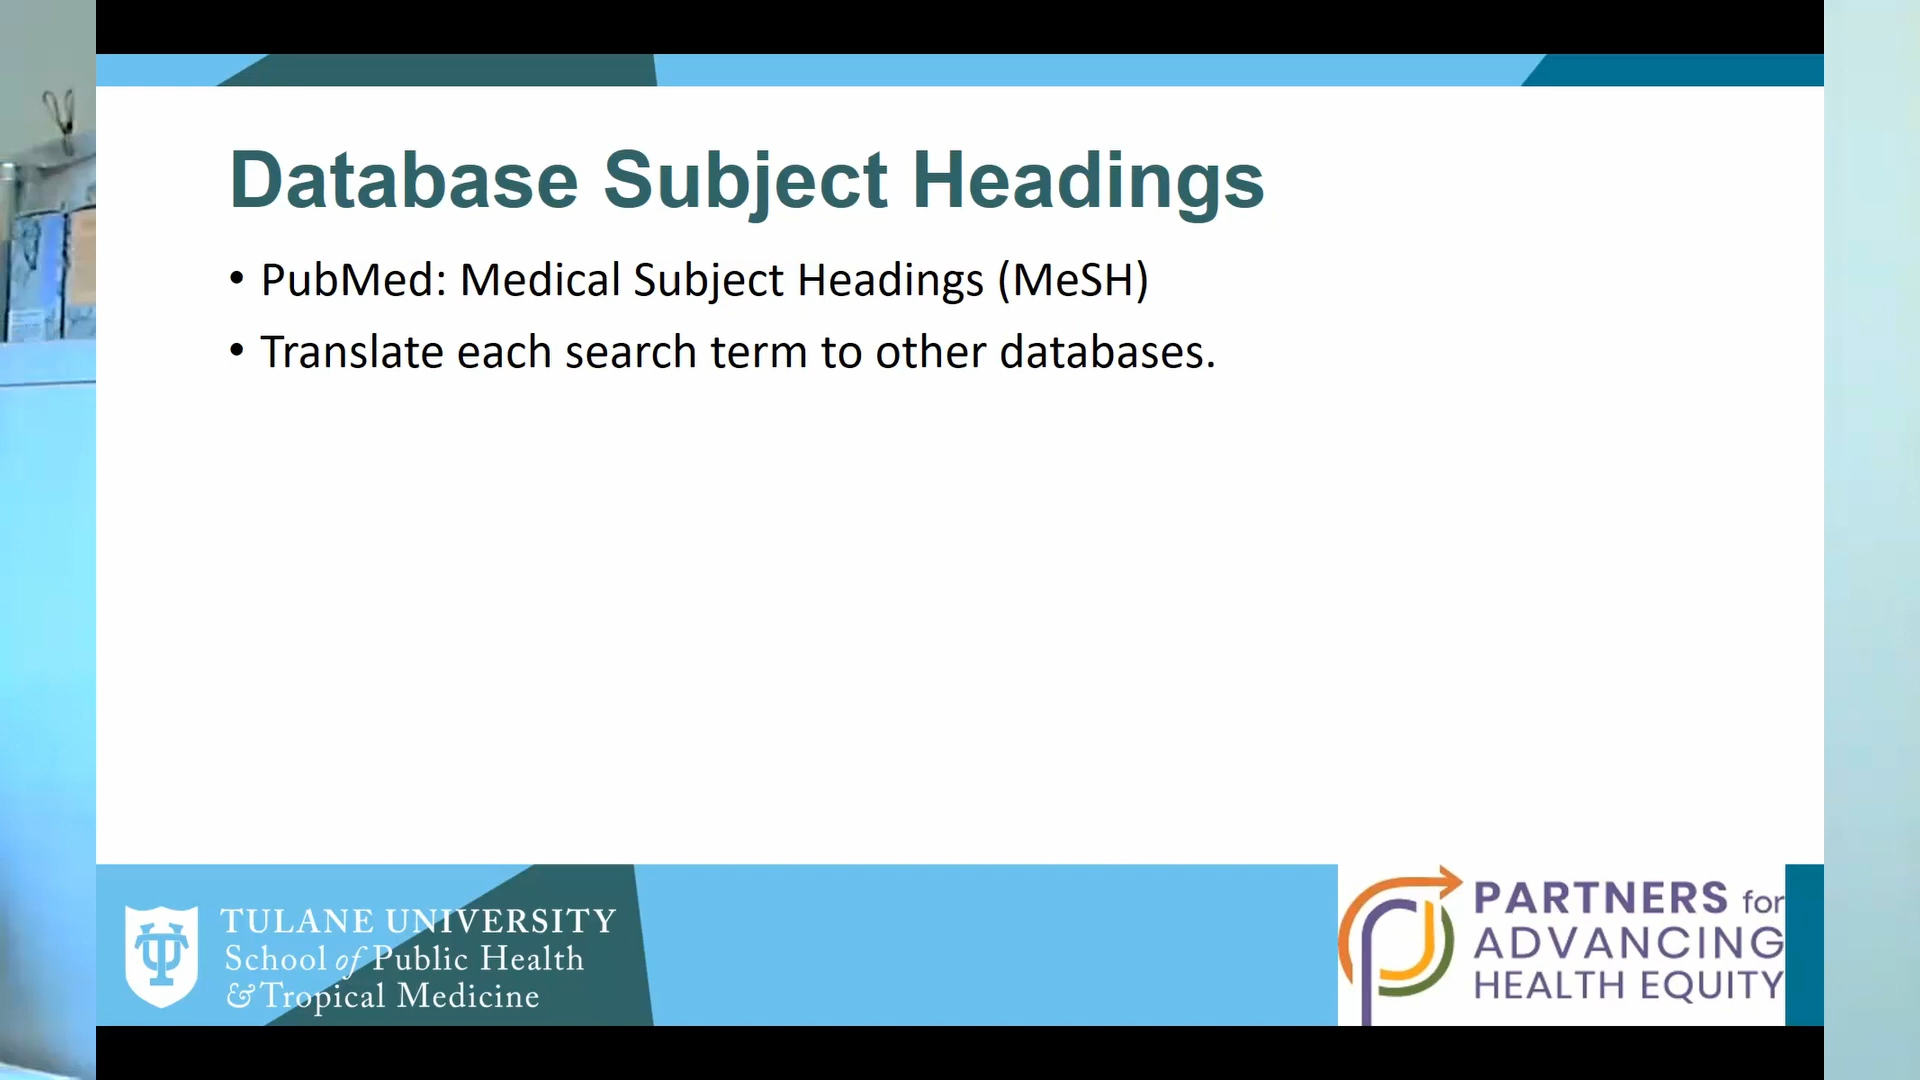 Database Subject Headings
• PubMed: Medical Subject Headings (MeSH)
• Translate each search term to other databases.
TULANE UNIVERSITY
School of Public Health
& Tropical Medicine
PARTNERS for
ADVANCING
HEALTH EQUITY